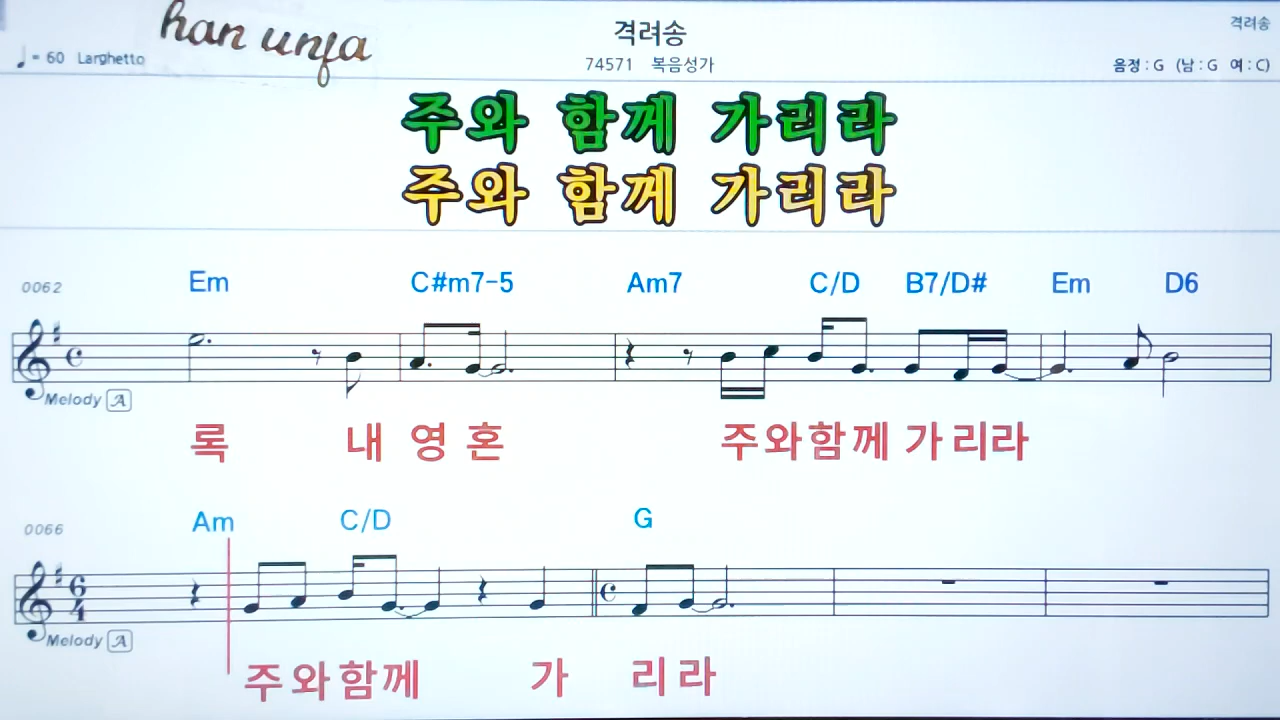 han unja
격려송
격려송
♩= 60 Larghetto
74571 복음성가
음정 : G (남 : G 여 : C)
주와 함께 가리라
주와 함께 가리라
0062 Em C#m7-5 Am7 C/D B7/D# Em D6
Melody A
록 내 영 혼 주와함께 가리라
0066 Am C/D G
6
4
Melody A
주와함께 가 리라